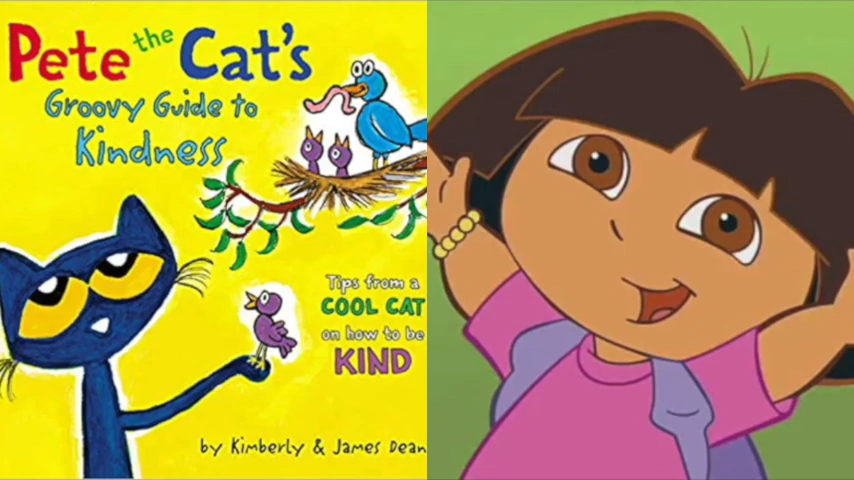 Pete the Cat's
Groovy Guide to
Kindness
Tips from a
COOL CAT
on how to be
KIND
by Kimberly & James Dean